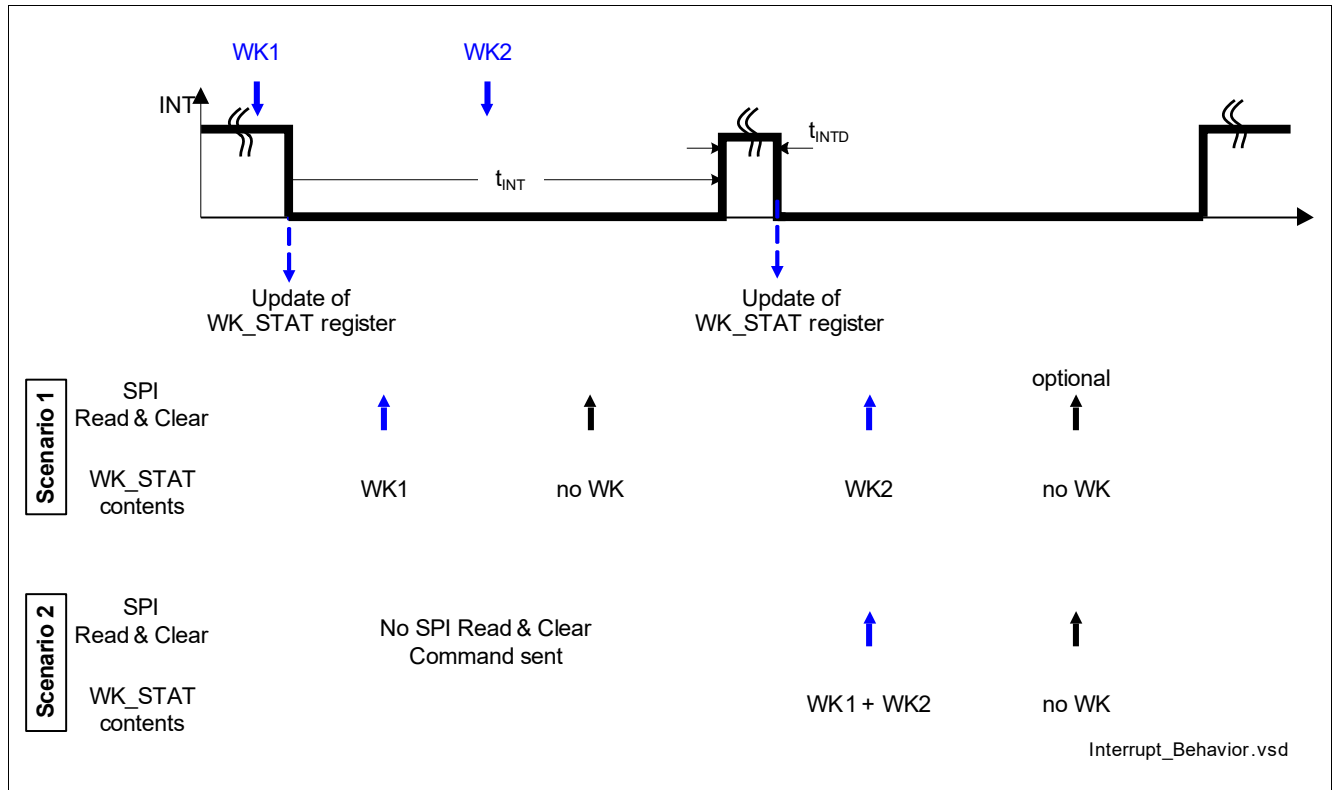 WK1
WK2
INT
tINTD
tINT
Update of
WK_STAT register
Update of
WK_STAT register
Scenario 1
SPI
Read & Clear
optional
WK_STAT
contents
WK1
no WK
WK2
no WK
Scenario 2
SPI
Read & Clear
No SPI Read & Clear
Command sent
WK_STAT
contents
WK1 + WK2
no WK
Interrupt_Behavior.vsd